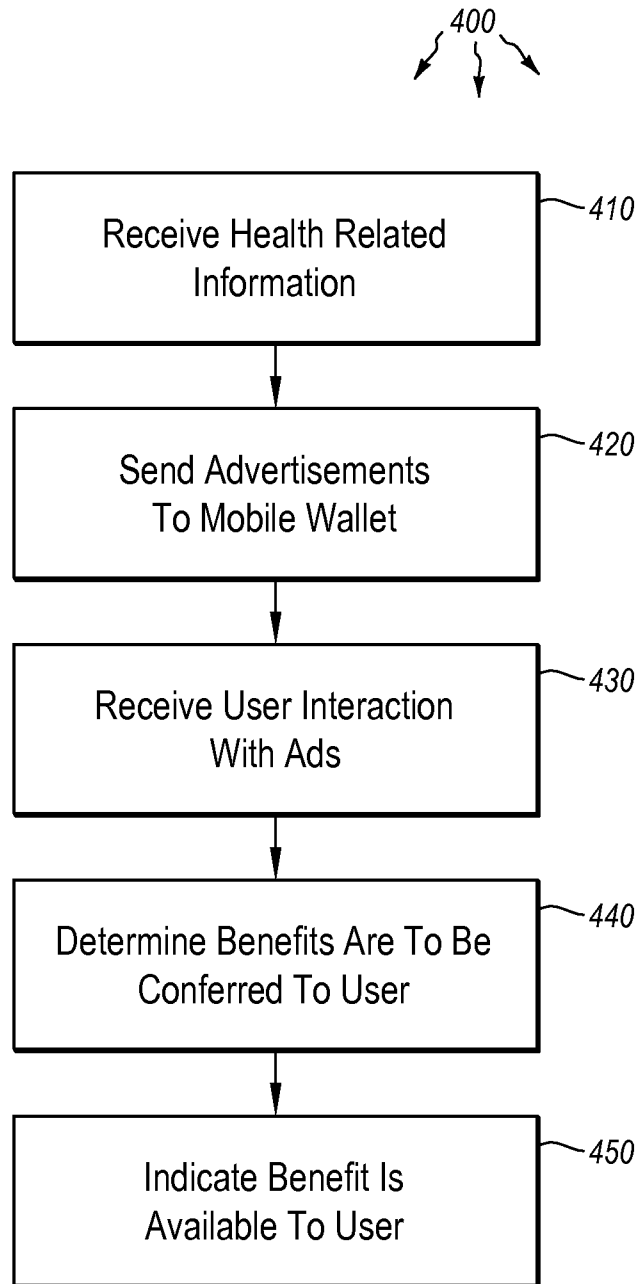 400
Receive Health Related
Information
410
Send Advertisements
To Mobile Wallet
420
Receive User Interaction
With Ads
430
Determine Benefits Are To Be
Conferred To User
440
Indicate Benefit Is
Available To User
450